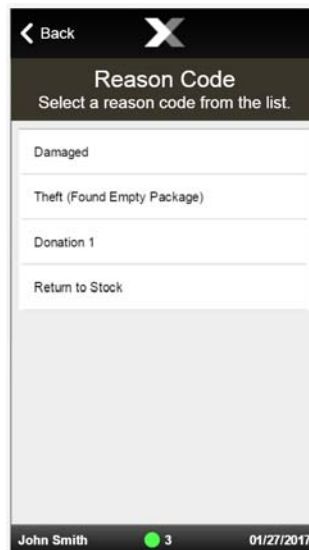 Back
Reason Code
Select a reason code from the list.
Damaged
Theft (Found Empty Package)
Donation 1
Return to Stock
John Smith 3 01/27/2017